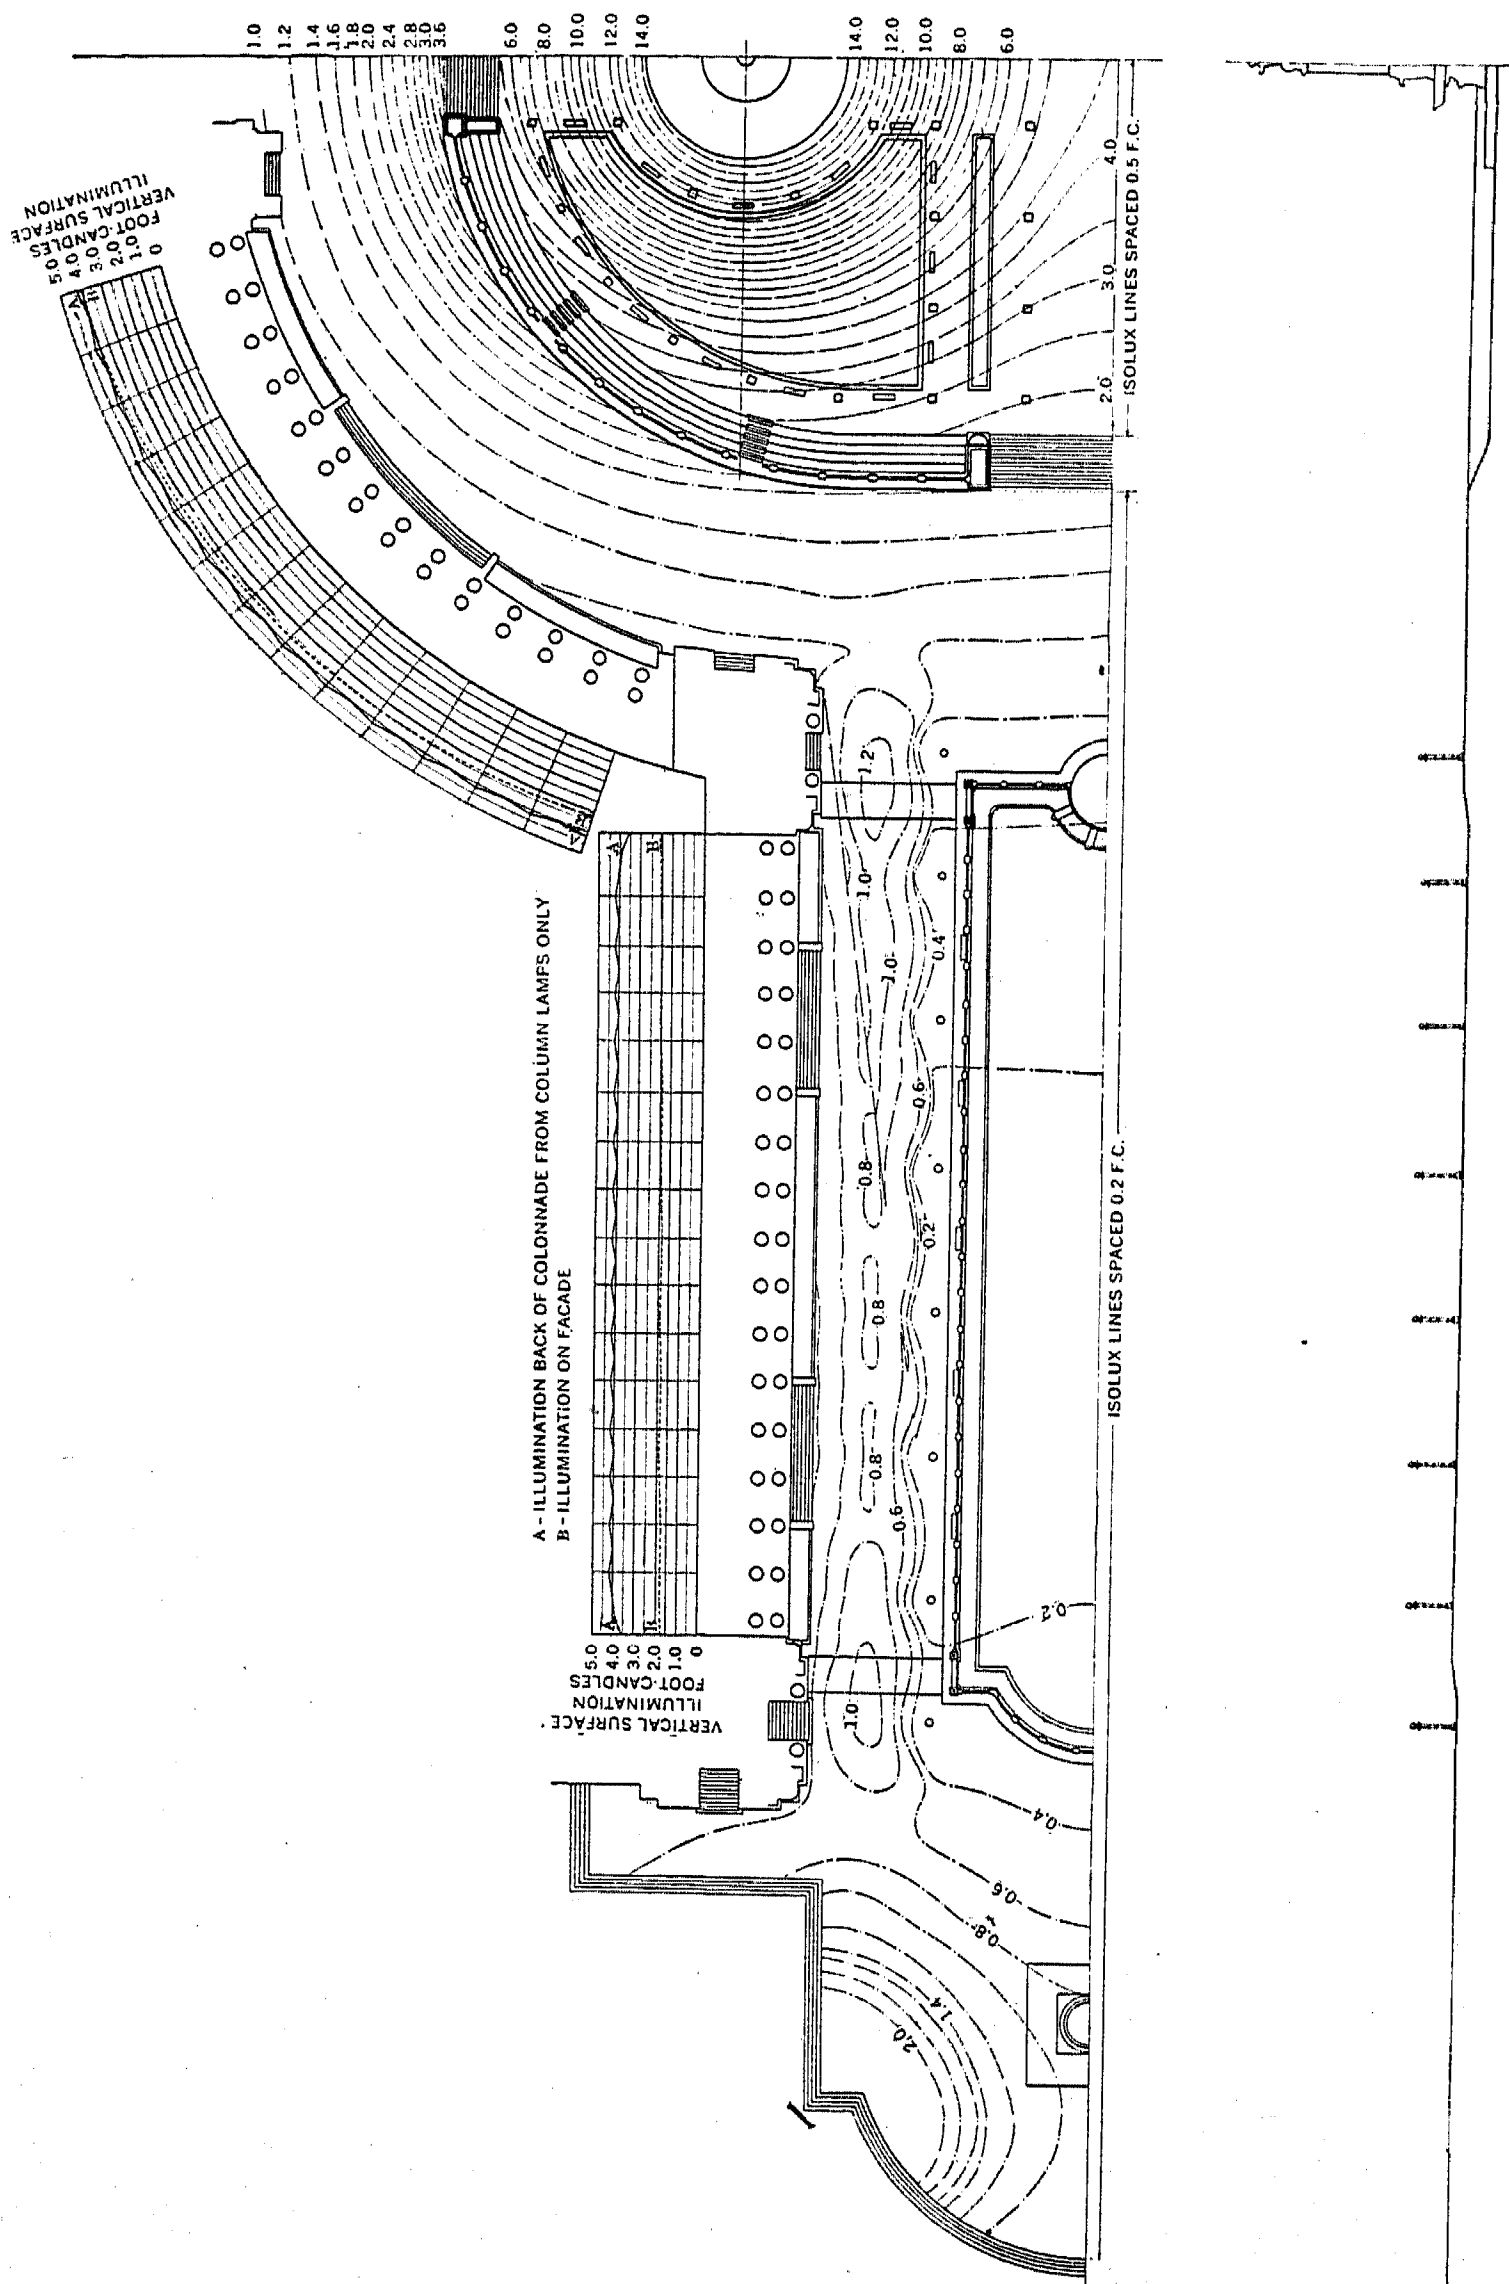 1.0
1.2
1.4
1.6
1.8
2.0
2.4
2.8
3.0
3.6
6.0
8.0
10.0
12.0
14.0
14.0
12.0
10.0
8.0
6.0
VERTICAL SURFACE
ILLUMINATION
FOOT-CANDLES
5.0
4.0
3.0
2.0
1.0
0
A
B
A
B
4.0
3.0
2.0
ISOLUX LINES SPACED 0.5 F.C.
A - ILLUMINATION BACK OF COLONNADE FROM COLUMN LAMPS ONLY
B - ILLUMINATION ON FACADE
A
B
A
B
5.0
4.0
3.0
2.0
1.0
0
VERTICAL SURFACE
ILLUMINATION
FOOT-CANDLES
1.2
1.0
1.0
0.4
0.6
0.8
0.2
0.8
0.8
0.6
0.2
1.0
0.4
0.6
0.8
1.4
2.0
ISOLUX LINES SPACED 0.2 F.C.